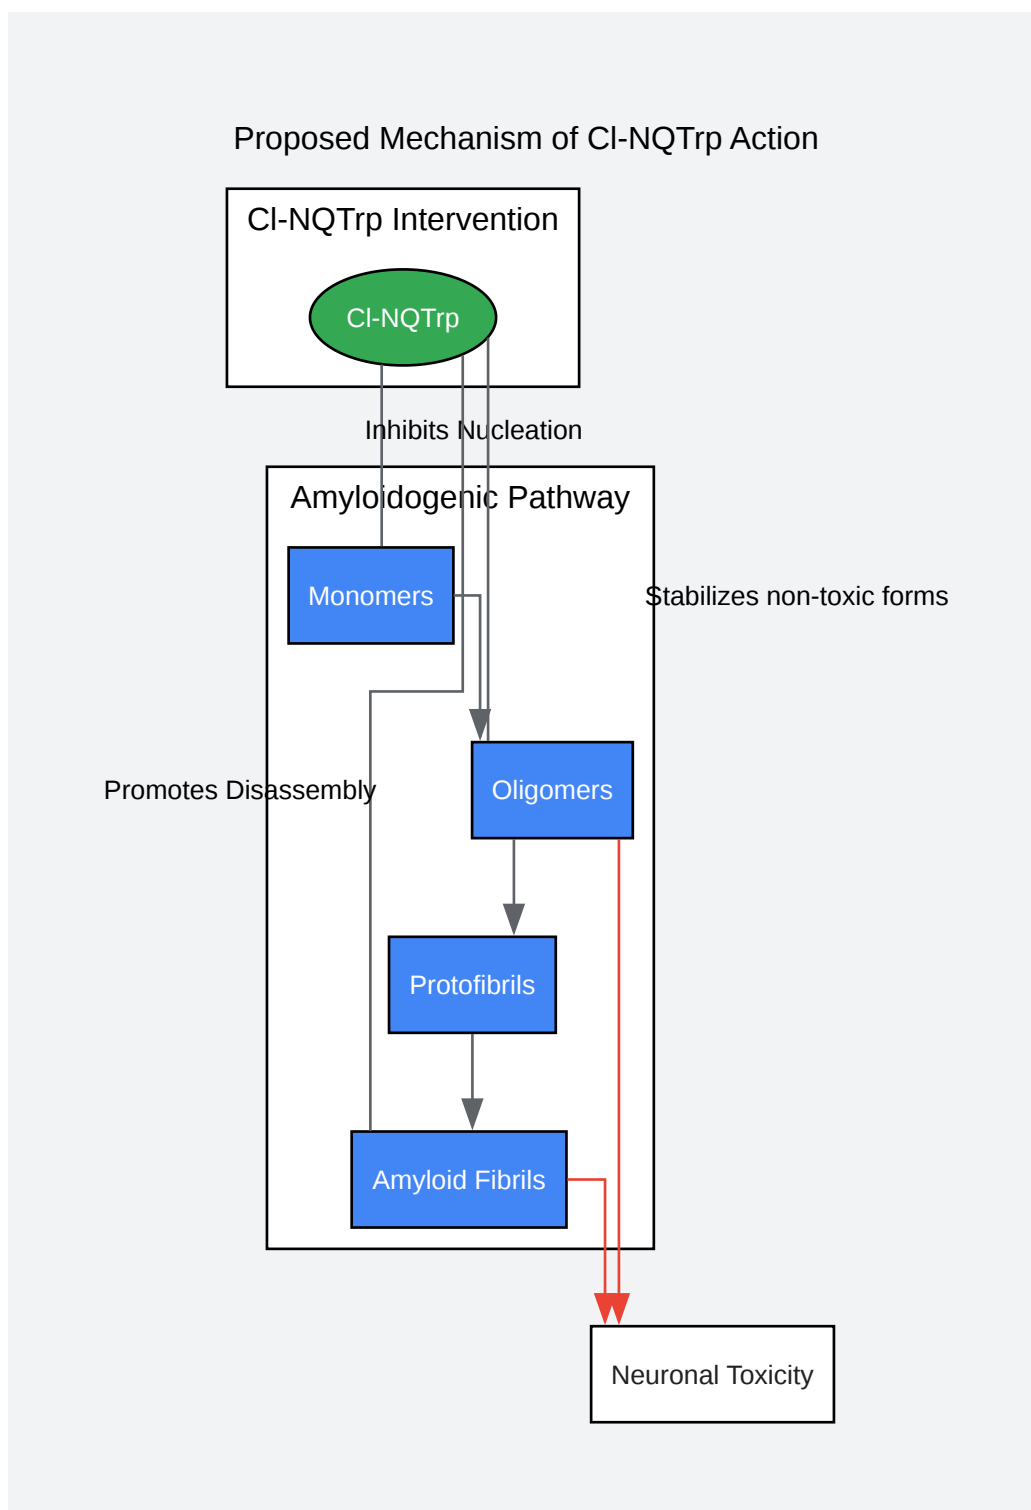 Proposed Mechanism of Cl-NQTrp Action
Cl-NQTrp Intervention
Cl-NQTrp
Inhibits Nucleation
Amyloidogenic Pathway
Monomers
Stabilizes non-toxic forms
Promotes Disassembly
Oligomers
Protofibrils
Amyloid Fibrils
Neuronal Toxicity